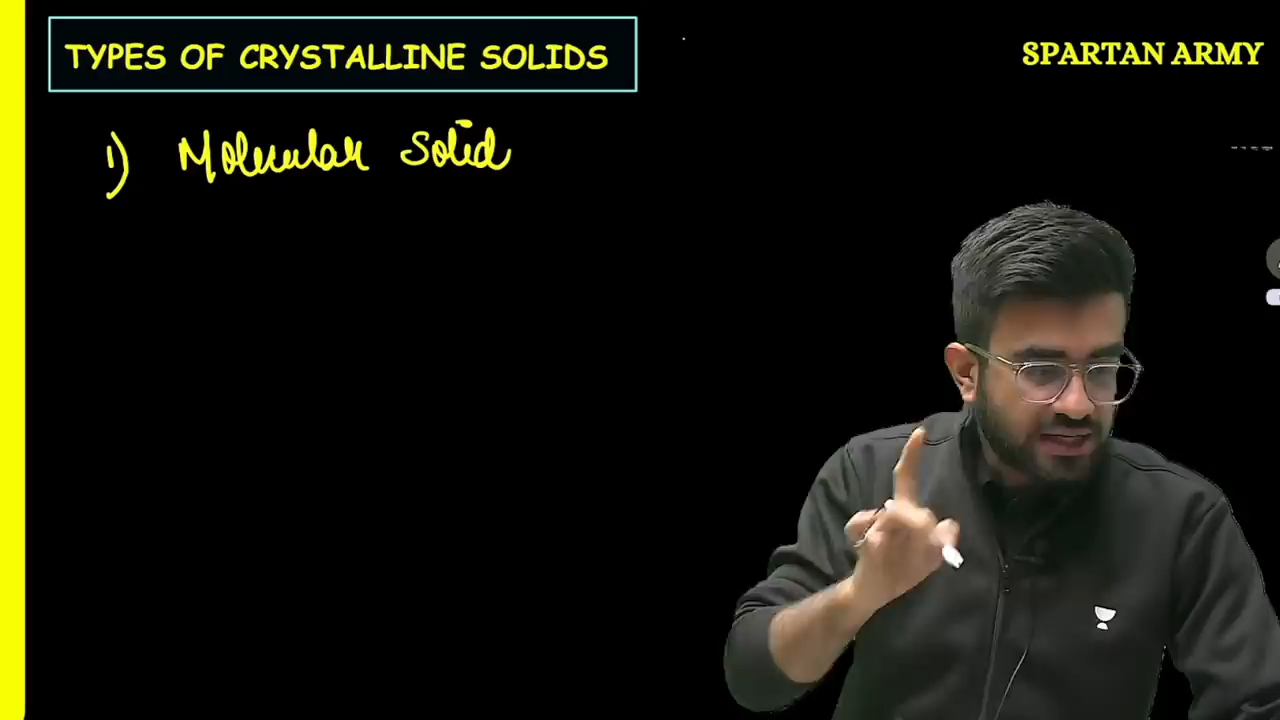 TYPES OF CRYSTALLINE SOLIDS
SPARTAN ARMY
1) Molecular Solid